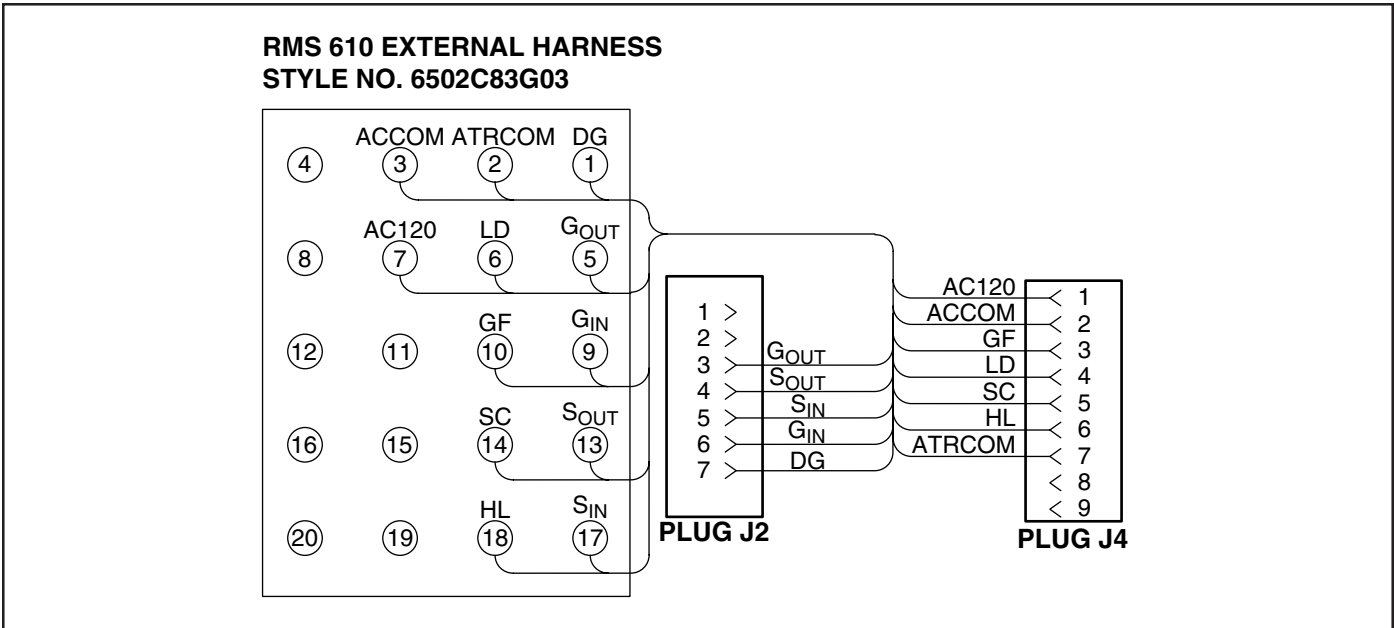 RMS 610 EXTERNAL HARNESS
STYLE NO. 6502C83G03
ACCOM ATRCOM DG
4 3 2 1
AC120 LD GOUT
8 7 6 5
GF GIN
12 11 10 9
SC SOUT
16 15 14 13
HL SIN
20 19 18 17
1
2
3 GOUT
4 SOUT
5 SIN
6 GIN
7 DG
PLUG J2
AC120 1
ACCOM 2
GF 3
LD 4
SC 5
HL 6
ATRCOM 7
8
9
PLUG J4